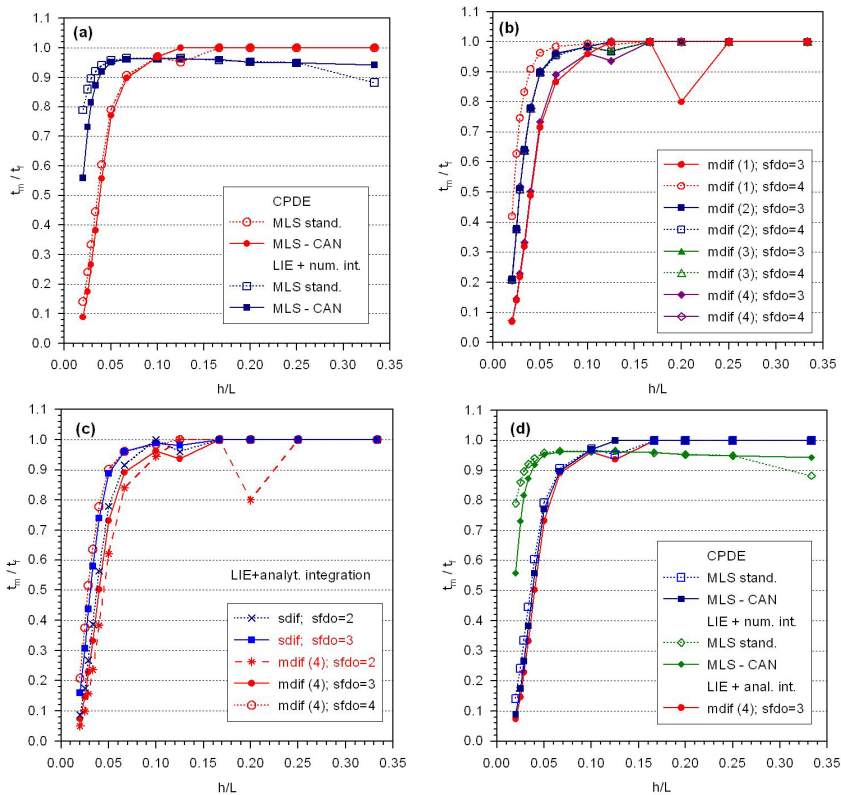 (a)
1.1
1.0
0.9
0.8
0.7
0.6
0.5
0.4
0.3
0.2
0.1
0.0
t_m / t_f
0.00 0.05 0.10 0.15 0.20 0.25 0.30 0.35
h/L
CPDE
MLS stand.
MLS - CAN
LIE + num. int.
MLS stand.
MLS - CAN
(b)
1.1
1.0
0.9
0.8
0.7
0.6
0.5
0.4
0.3
0.2
0.1
0.0
t_m / t_f
0.00 0.05 0.10 0.15 0.20 0.25 0.30 0.35
h/L
mdif (1); sfdo=3
mdif (1); sfdo=4
mdif (2); sfdo=3
mdif (2); sfdo=4
mdif (3); sfdo=3
mdif (3); sfdo=4
mdif (4); sfdo=3
mdif (4); sfdo=4
(c)
1.1
1.0
0.9
0.8
0.7
0.6
0.5
0.4
0.3
0.2
0.1
0.0
t_m / t_f
0.00 0.05 0.10 0.15 0.20 0.25 0.30 0.35
h/L
LIE+analyt. integration
sdif; sfdo=2
sdif; sfdo=3
mdif (4); sfdo=2
mdif (4); sfdo=3
mdif (4); sfdo=4
(d)
1.1
1.0
0.9
0.8
0.7
0.6
0.5
0.4
0.3
0.2
0.1
0.0
t_m / t_f
0.00 0.05 0.10 0.15 0.20 0.25 0.30 0.35
h/L
CPDE
MLS stand.
MLS - CAN
LIE + num. int.
MLS stand.
MLS - CAN
LIE + anal. int.
mdif (4); sfdo=3